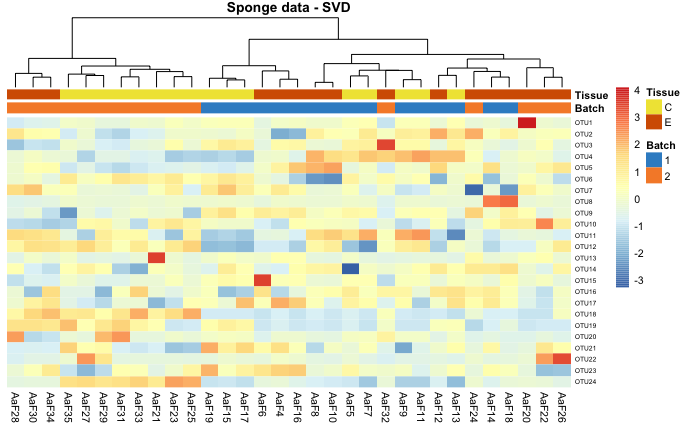 Sponge data - SVD
Tissue
Batch
OTU1
OTU2
OTU3
OTU4
OTU5
OTU6
OTU7
OTU8
OTU9
OTU10
OTU11
OTU12
OTU13
OTU14
OTU15
OTU16
OTU17
OTU18
OTU19
OTU20
OTU21
OTU22
OTU23
OTU24
AaF28 AaF30 AaF34 AaF35 AaF27 AaF29 AaF31 AaF33 AaF21 AaF23 AaF25 AaF19 AaF15 AaF17 AaF6 AaF4 AaF16 AaF8 AaF10 AaF5 AaF7 AaF22 AaF9 AaF11 AaF12 AaF13 AaF24 AaF14 AaF18 AaF20 AaF22 AaF26
4
3
2
1
0
-1
-2
-3
Tissue
C
E
Batch
1
2